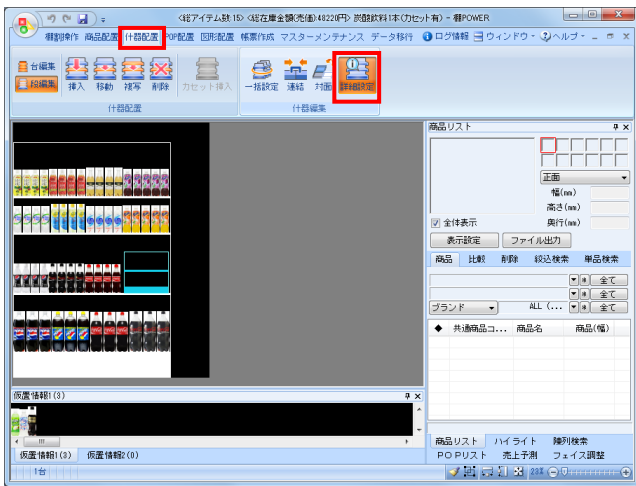 <総アイテム数:15> <総在庫金額(売価):48220円> 炭酸飲料1本(力セット有) - 棚POWER
棚割操作 商品配置 什器配置 POP配置 図形配置 帳票作成 マスターメンテナンス データ移行 ログ情報 ウィンドウ ヘルプ
台編集
段編集
挿入 移動 複写 削除 力セット挿入 一括設定 連結 対面 詳細設定
什器配置 什器編集
商品リスト
正面
幅(mm)
高さ(mm)
全体表示 奥行(mm)
表示設定 ファイル出力
商品 比較 削除 絞込検索 単品検索
* 全て
* 全て
ブランド ALL (... * 全て
◆ 共通商品コ... 商品名 商品(幅)
仮置情報1(3)
商品リスト ハイライト 陳列検索
仮置情報1(3) 仮置情報2(0)
POPリスト 売上予測 フェイス調整
1台 23%